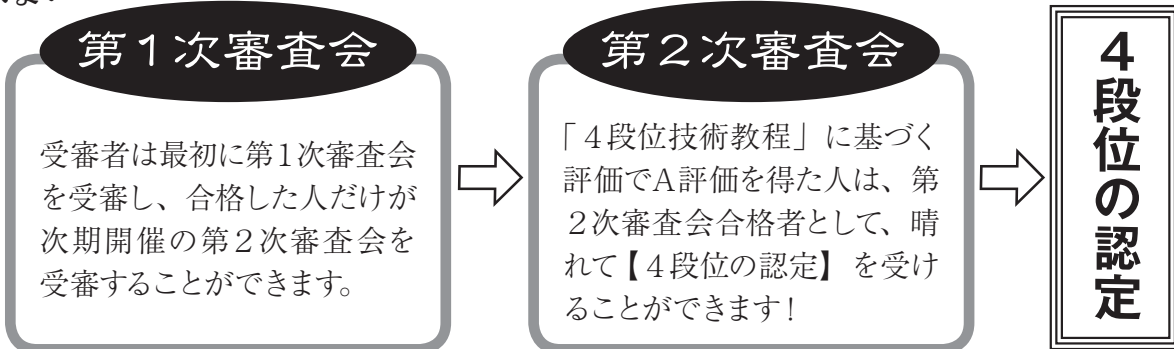 第1次審査会
受審者は最初に第1次審査会
を受審し、合格した人だけが
次期開催の第2次審査会を
受審することができます。
第2次審査会
「4段位技術教程」に基づく
評価でA評価を得た人は、第
2次審査会合格者として、晴
れて【4段位の認定】を受け
ることができます!
4段位の認定